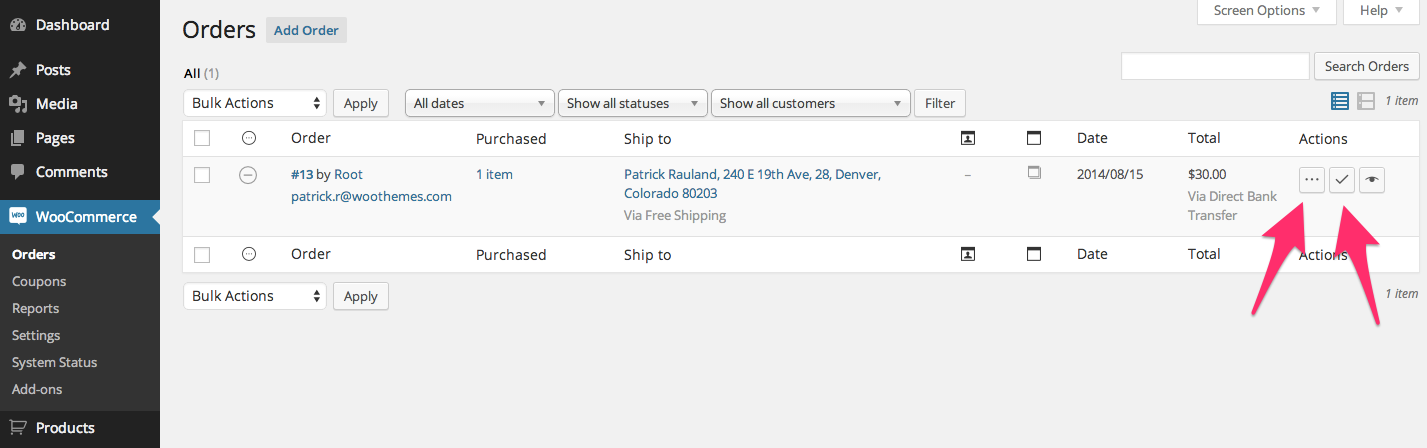 Dashboard
Posts
Media
Pages
Comments
WOO WooCommerce
Orders
Coupons
Reports
Settings
System Status
Add-ons
Products
Screen Options Help
Orders Add Order
All (1)
Search Orders
Bulk Actions Apply All dates Show all statuses Show all customers Filter 1 item
Order Purchased Ship to Date Total Actions
#13 by Root 1 item Patrick Rauland, 240 E 19th Ave, 28, Denver, – 2014/08/15 $30.00
patrick.r@woothemes.com Colorado 80203 Via Direct Bank
Via Free Shipping Transfer
Order Purchased Ship to Date Total Actions
Bulk Actions Apply 1 item